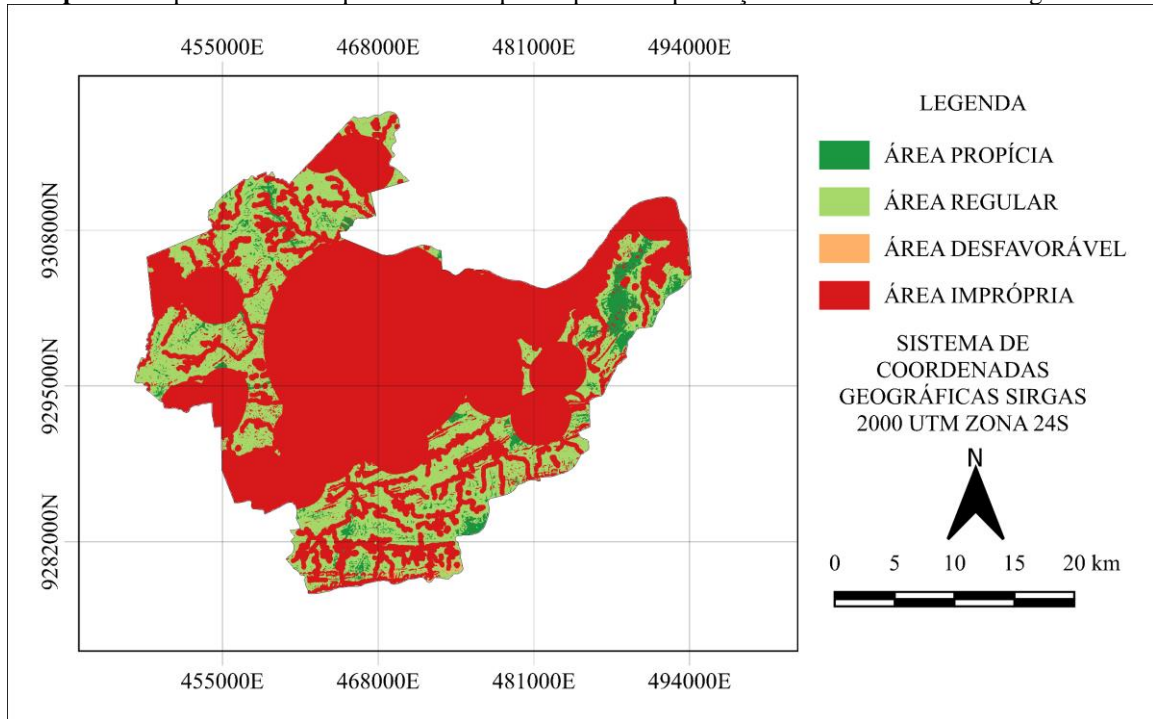 455000E 468000E 481000E 494000E
9308000N
9295000N
9282000N
455000E 468000E 481000E 494000E
LEGENDA
ÁREA PROPÍCIA
ÁREA REGULAR
ÁREA DESFAVORÁVEL
ÁREA IMPRÓPRIA
SISTEMA DE
COORDENADAS
GEOGRÁFICAS SIRGAS
2000 UTM ZONA 24S
N
0 5 10 15 20 km